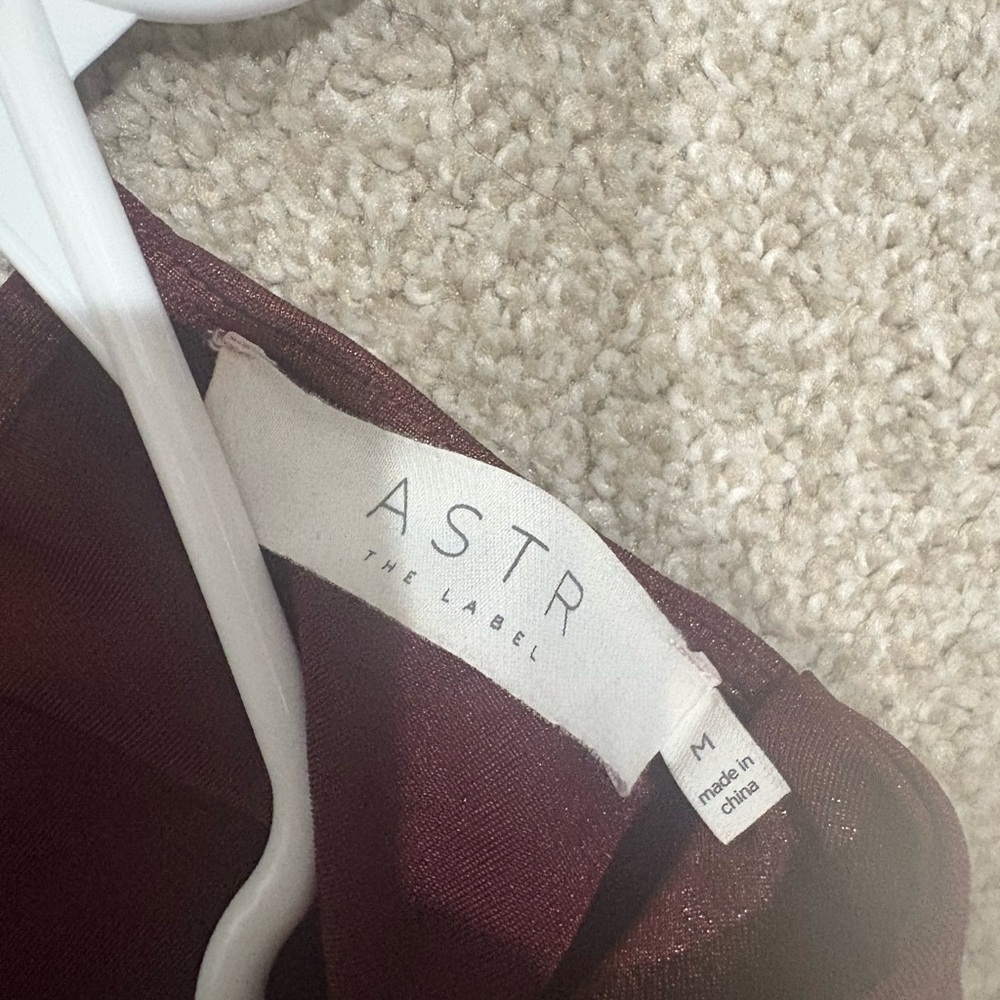 ASTR
THE LABEL
M
made in
china